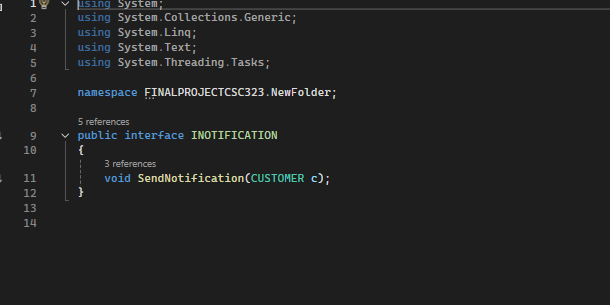 1 using System;
2 using System.Collections.Generic;
3 using System.Linq;
4 using System.Text;
5 using System.Threading.Tasks;
6
7 namespace FINALPROJECTCSC323.NewFolder;
8
5 references
9 public interface INOTIFICATION
10 {
3 references
11 void SendNotification(CUSTOMER c);
12 }
13
14